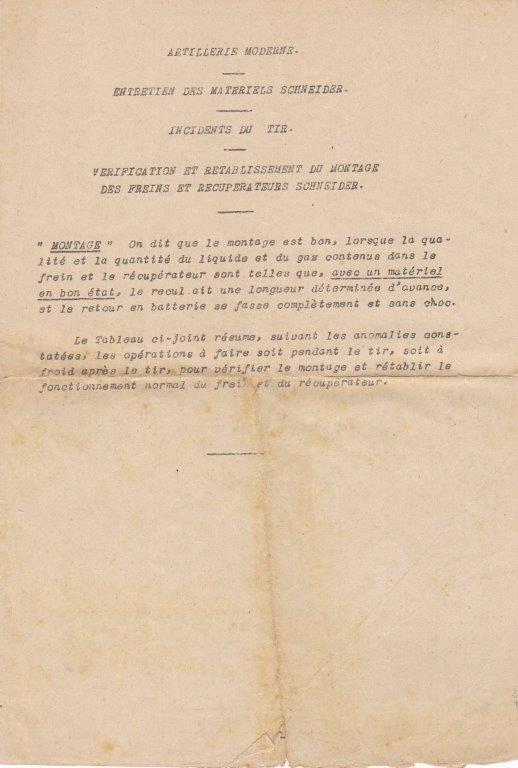 ARTILLERIE MODERNE.
ENTRETIEN DES MATERIELS SCHNEIDER.
INCIDENTS DU TIR.
VERIFICATION ET RETABLISSEMENT DU MONTAGE
DES FREINS ET RECUPERATEURS SCHNEIDER.
" MONTAGE " On dit que le montage est bon, lorsque la qua-
lité et la quantité du liquide et du gaz contenus dans le
frein et le récupérateur sont telles que, avec un matériel
en bon état, le recul ait une longueur déterminée d'avance,
et le retour en batterie se fasse complètement et sans choc.
Le Tableau ci-joint résume, suivant les anomalies cons-
tatées, les opérations à faire soit pendant le tir, soit à
froid après le tir, pour vérifier le montage et rétablir le
fonctionnement normal du frein et du récupérateur.